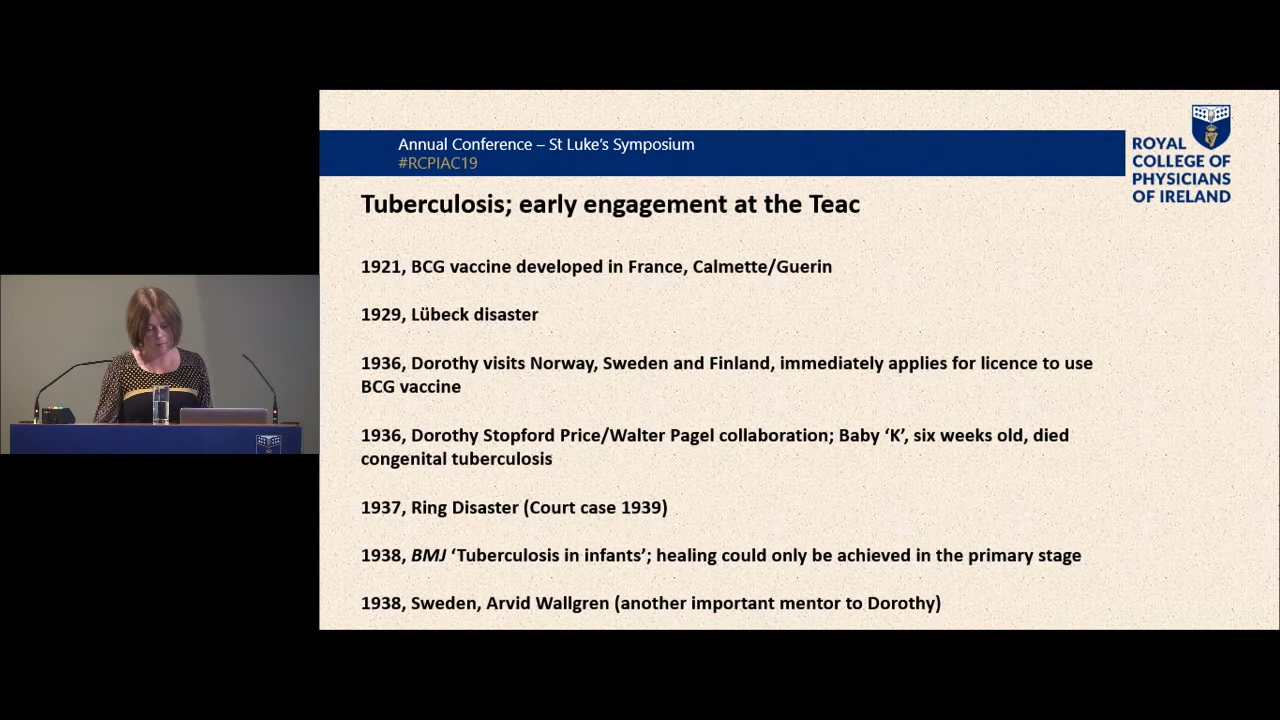 Annual Conference – St Luke's Symposium
#RCPIAC19
ROYAL
COLLEGE OF
PHYSICIANS
OF IRELAND
Tuberculosis; early engagement at the Teac
1921, BCG vaccine developed in France, Calmette/Guerin
1929, Lübeck disaster
1936, Dorothy visits Norway, Sweden and Finland, immediately applies for licence to use
BCG vaccine
1936, Dorothy Stopford Price/Walter Pagel collaboration; Baby ‘K’, six weeks old, died
congenital tuberculosis
1937, Ring Disaster (Court case 1939)
1938, BMJ ‘Tuberculosis in infants’; healing could only be achieved in the primary stage
1938, Sweden, Arvid Wallgren (another important mentor to Dorothy)